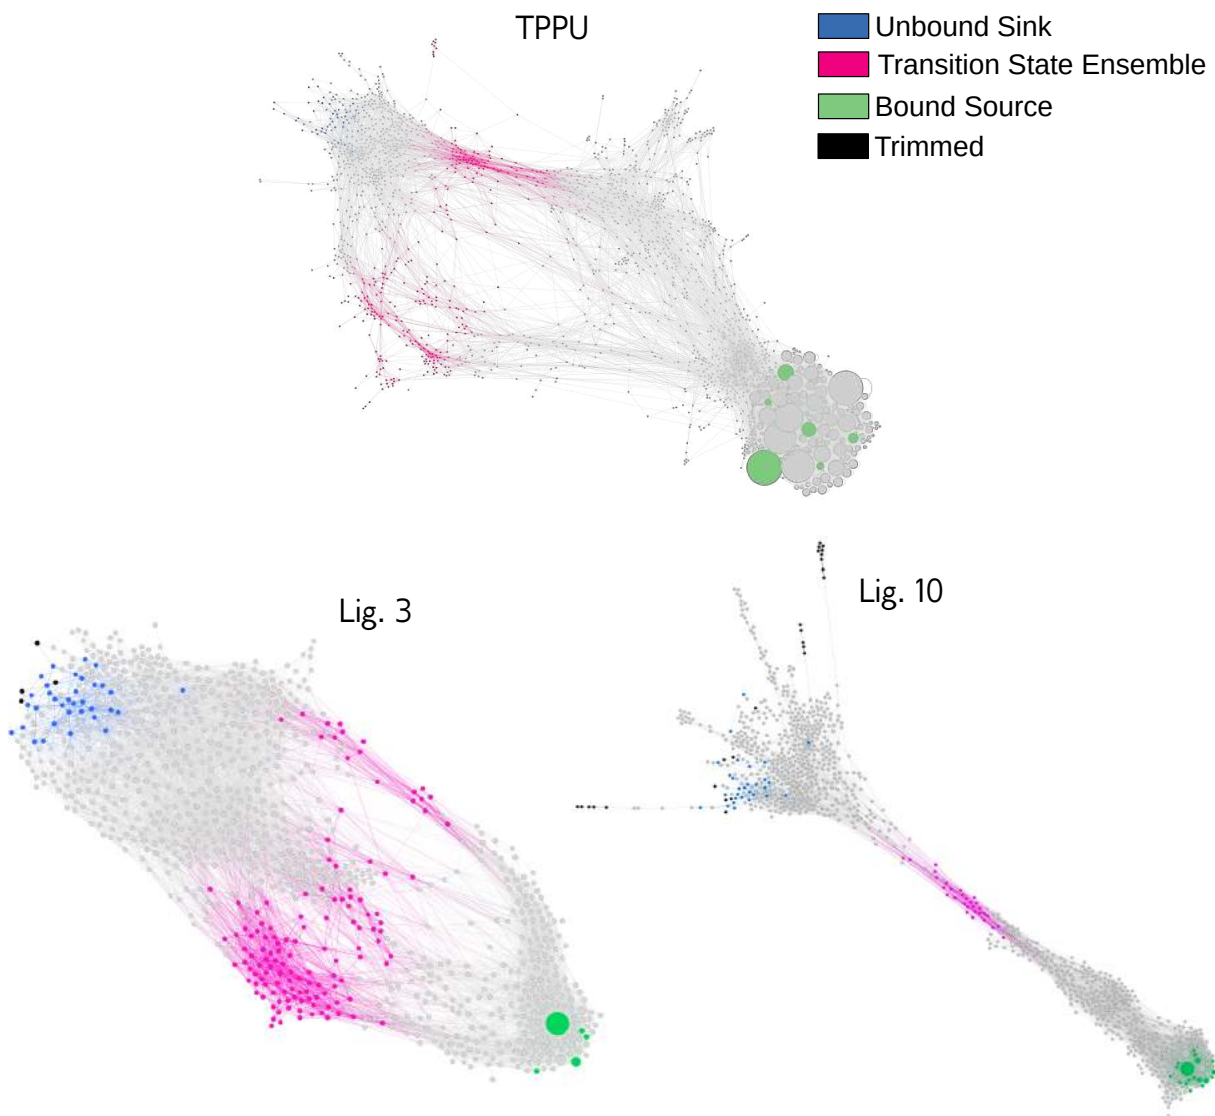 TPPU
Unbound Sink
Transition State Ensemble
Bound Source
Trimmed
Lig. 3
Lig. 10